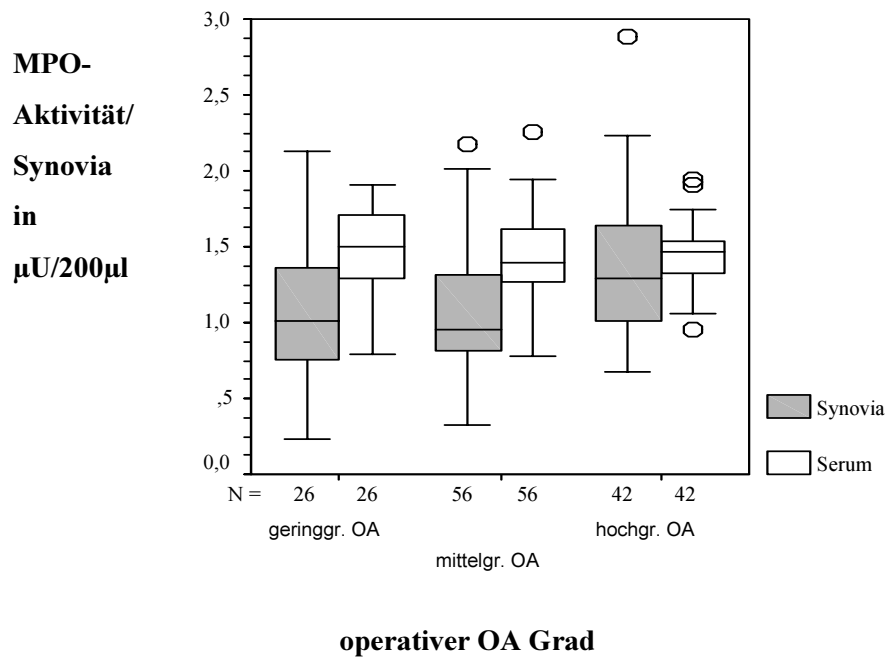 MPO-
Aktivität/
Synovia
in
µU/200µl
3,0
2,5
2,0
1,5
1,0
,5
0,0
N = 26 26 56 56 42 42
geringgr. OA hochgr. OA
mittelgr. OA
Synovia
Serum
operativer OA Grad